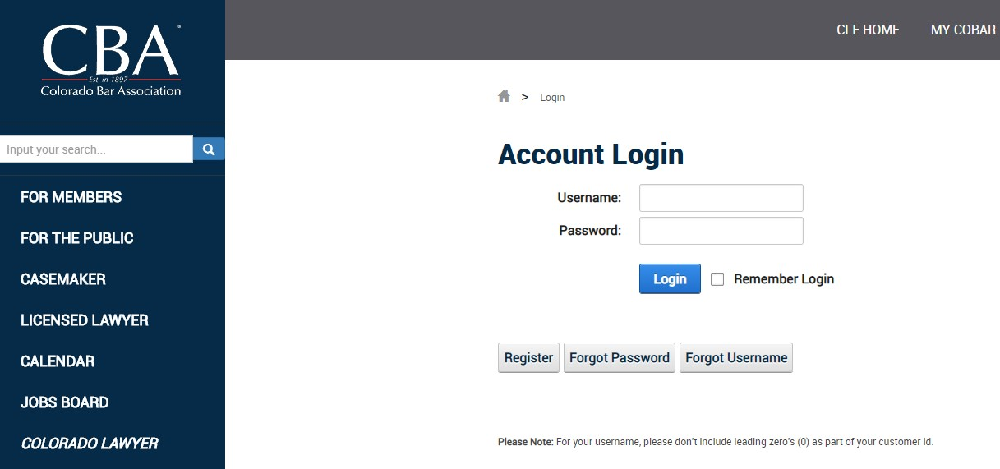 CBA
Est. in 1897
Colorado Bar Association
Input your search...
FOR MEMBERS
FOR THE PUBLIC
CASEMAKER
LICENSED LAWYER
CALENDAR
JOBS BOARD
COLORADO LAWYER
CLE HOME MY COBAR
> Login
Account Login
Username:
Password:
Login Remember Login
Register Forgot Password Forgot Username
Please Note: For your username, please don't include leading zero's (0) as part of your customer id.